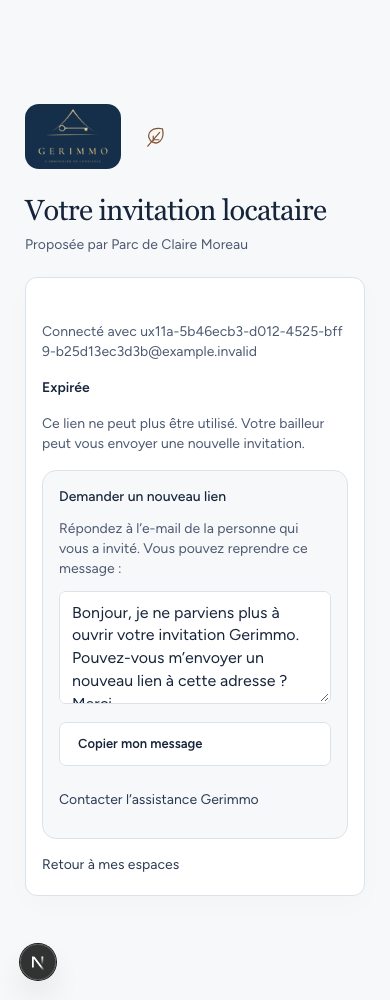 GERIMMO
Votre invitation locataire
Proposée par Parc de Claire Moreau
Connecté avec ux11a-5b46ecb3-d012-4525-bff
9-b25d13ec3d3b@example.invalid
Expirée
Ce lien ne peut plus être utilisé. Votre bailleur
peut vous envoyer une nouvelle invitation.
Demander un nouveau lien
Répondez à l’e-mail de la personne qui
vous a invité. Vous pouvez reprendre ce
message :
Bonjour, je ne parviens plus à
ouvrir votre invitation Gerimmo.
Pouvez-vous m’envoyer un
nouveau lien à cette adresse ?
Merci
Copier mon message
Contacter l’assistance Gerimmo
Retour à mes espaces
N